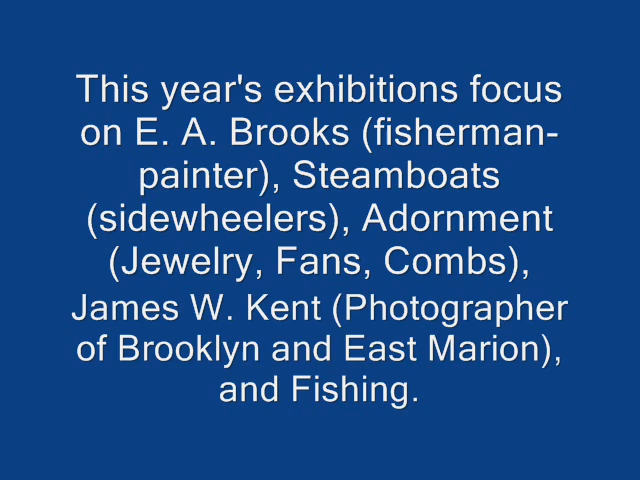 This year's exhibitions focus
on E. A. Brooks (fisherman-
painter), Steamboats
(sidewheelers), Adornment
(Jewelry, Fans, Combs),
James W. Kent (Photographer
of Brooklyn and East Marion),
and Fishing.